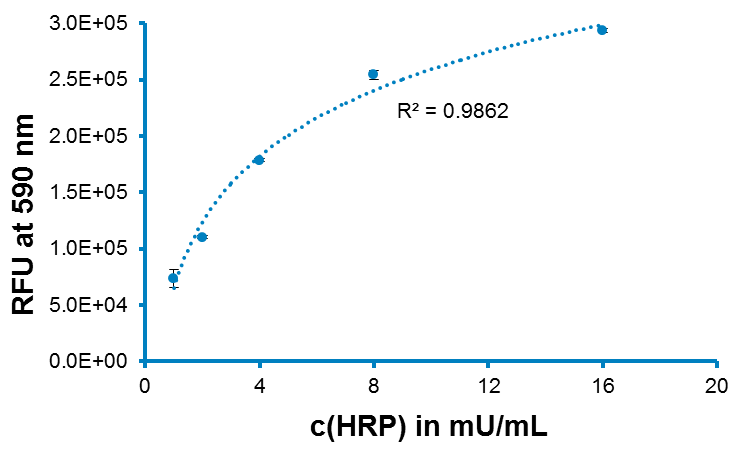 3.0E+05
2.5E+05
2.0E+05
1.5E+05
1.0E+05
5.0E+04
0.0E+00
RFU at 590 nm
R² = 0.9862
0 4 8 12 16 20
c(HRP) in mU/mL